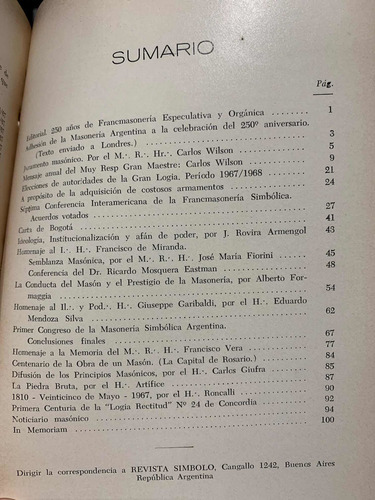 SUMARIO
Pág.
Editorial: 250 años de Francmasonería Especulativa y Orgánica ........ 1
Adhesión de la Masonería Argentina a la celebración del 250º aniversario.
(Texto enviado a Londres.) ........ 3
Documento masónico. Por el M.·. R.·. Hr.·. Carlos Wilson ........ 5
Mensaje anual del Muy Resp Gran Maestre: Carlos Wilson ........ 9
Elecciones de autoridades de la Gran Logia. Período 1967/1968 ........ 21
A propósito de la adquisición de costosos armamentos ........ 24
Séptima Conferencia Interamericana de la Francmasonería Simbólica.
Acuerdos votados ........ 27
Carta de Bogotá ........ 41
Ideología, Institucionalización y afán de poder, por J. Rovira Armengol 43
Homenaje al I.·. H.·. Francisco de Miranda.
Semblanza Masónica, por el M.·. R.·. H.·. José María Fiorini ........ 45
Conferencia del Dr. Ricardo Mosquera Eastman ........ 48
La Conducta del Masón y el Prestigio de la Masonería, por Alberto For-
maggia ........ 54
Homenaje al Il.·. y Pod.·. H.·. Giuseppe Garibaldi, por el H.·. Eduardo
Mendoza Silva ........ 62
Primer Congreso de la Masonería Simbólica Argentina.
Conclusiones finales ........ 67
Homenaje a la Memoria del M.·. R.·. H.·. Francisco Vera ........ 77
Centenario de la Obra de un Masón. (La Capital de Rosario.) ........ 84
Difusión de los Principios Masónicos, por el H.·. Carlos Giufra ........ 85
La Piedra Bruta, por el H.·. Artifice ........ 87
1810 - Veinticinco de Mayo - 1967, por el H.·. Roncalli ........ 90
Primera Centuria de la "Logia Rectitud" Nº 24 de Concordia ........ 92
Noticiario masónico ........ 94
In Memoriam ........ 100
Dirigir la correspondencia a REVISTA SIMBOLO, Cangallo 1242, Buenos Aires
República Argentina